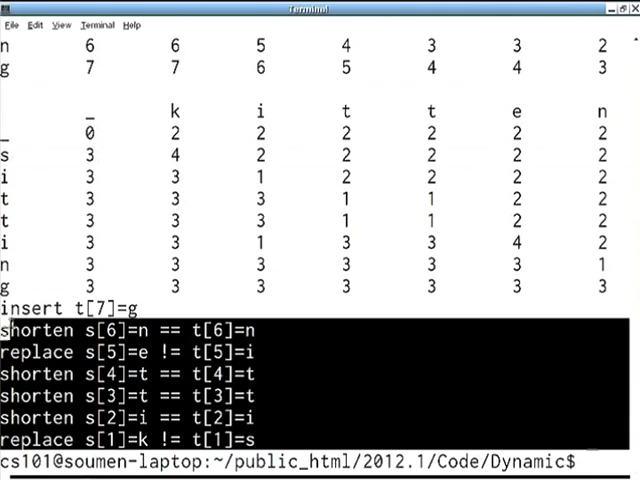 Terminal
File Edit View Terminal Help
n 6 6 5 4 3 3 2
g 7 7 6 5 4 4 3
_ k i t t e n
_ 0 2 2 2 2 2 2
s 3 4 2 2 2 2 2
i 3 3 1 2 2 2 2
t 3 3 3 1 1 2 2
t 3 3 3 1 1 2 2
i 3 3 1 3 3 4 2
n 3 3 3 3 3 3 1
g 3 3 3 3 3 3 3
insert t[7]=g
shorten s[6]=n == t[6]=n
replace s[5]=e != t[5]=i
shorten s[4]=t == t[4]=t
shorten s[3]=t == t[3]=t
shorten s[2]=i == t[2]=i
replace s[1]=k != t[1]=s
cs101@soumen-laptop:~/public_html/2012.1/Code/Dynamic$